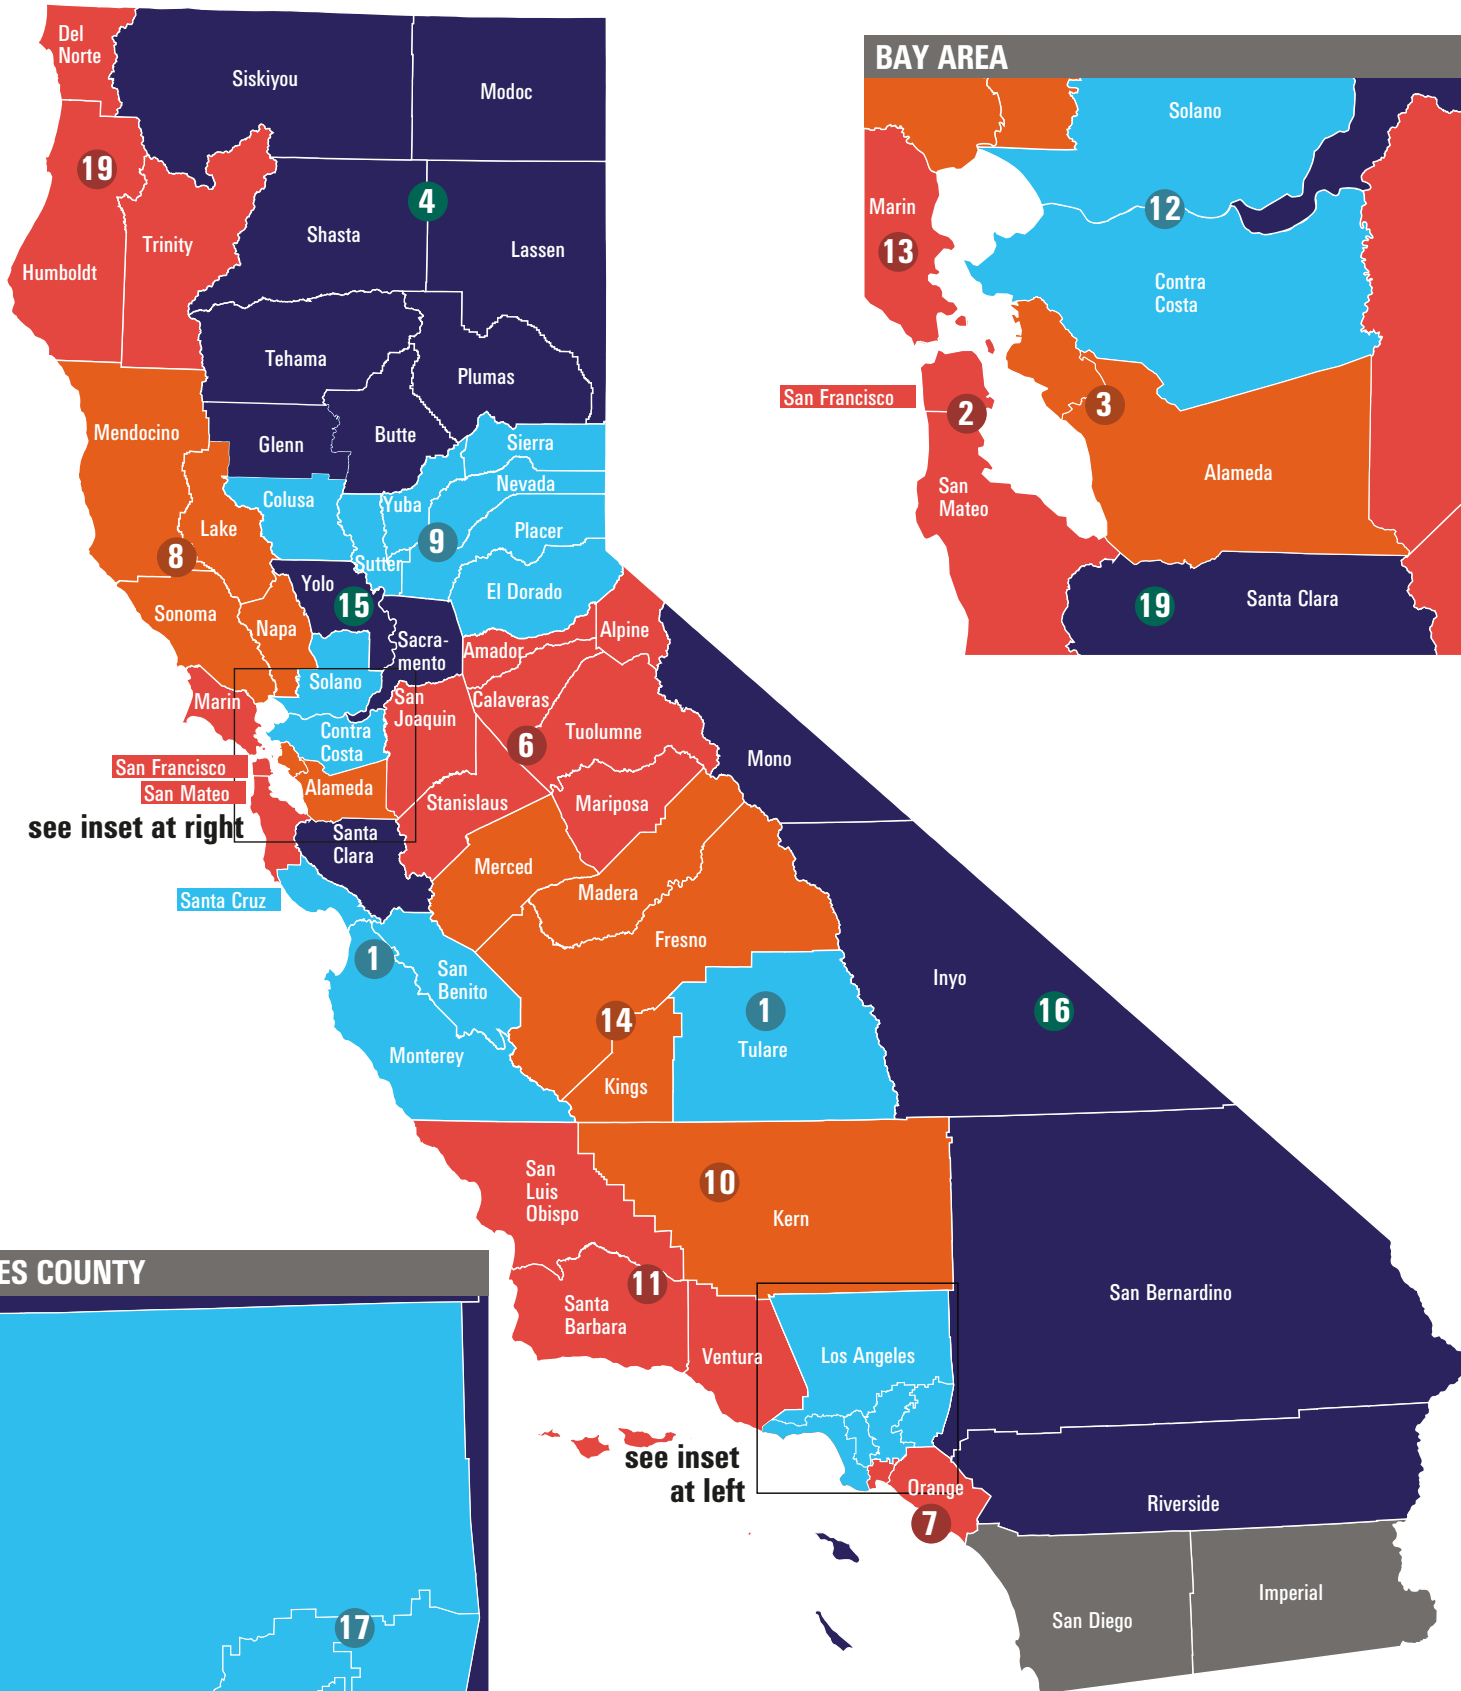 Del
Norte
Siskiyou
Modoc
19
4
Shasta
Trinity
Lassen
Humboldt
Tehama
Plumas
Mendocino
Butte
Glenn
Sierra
Nevada
Colusa
Yuba
Lake
Placer
9
8
Sutter
Yolo
15
El Dorado
Sonoma
Napa
Sacra-
mento
Alpine
Amador
Solano
Marin
San
Joaquin
Calaveras
Contra
Costa
Tuolumne
6
Mono
San Francisco
San Mateo
Alameda
Stanislaus
Mariposa
see inset at right
Santa
Clara
Merced
Santa Cruz
Madera
Fresno
1
San
Benito
Inyo
14
1
16
Tulare
Monterey
Kings
San
Luis
Obispo
10
Kern
11
Santa
Barbara
San Bernardino
Ventura
Los Angeles
see inset
at left
Orange
7
Riverside
San Diego
Imperial
BAY AREA
Solano
Marin
12
13
Contra
Costa
San Francisco
2
3
Alameda
San
Mateo
19
Santa Clara
ES COUNTY
17